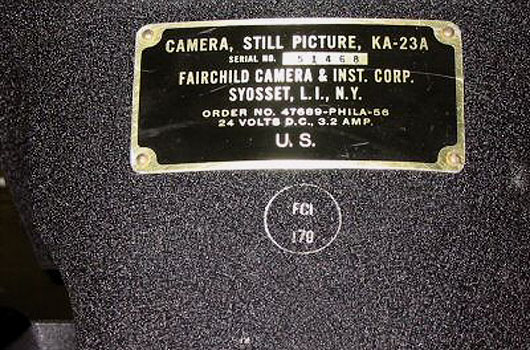 CAMERA, STILL PICTURE, KA-23A
SERIAL NO. 51468
FAIRCHILD CAMERA & INST. CORP.
SYOSSET, L.I., N.Y.
ORDER NO. 47689-PHILA-56
24 VOLTS D.C., 3.2 AMP.
U.S.
FCI
170